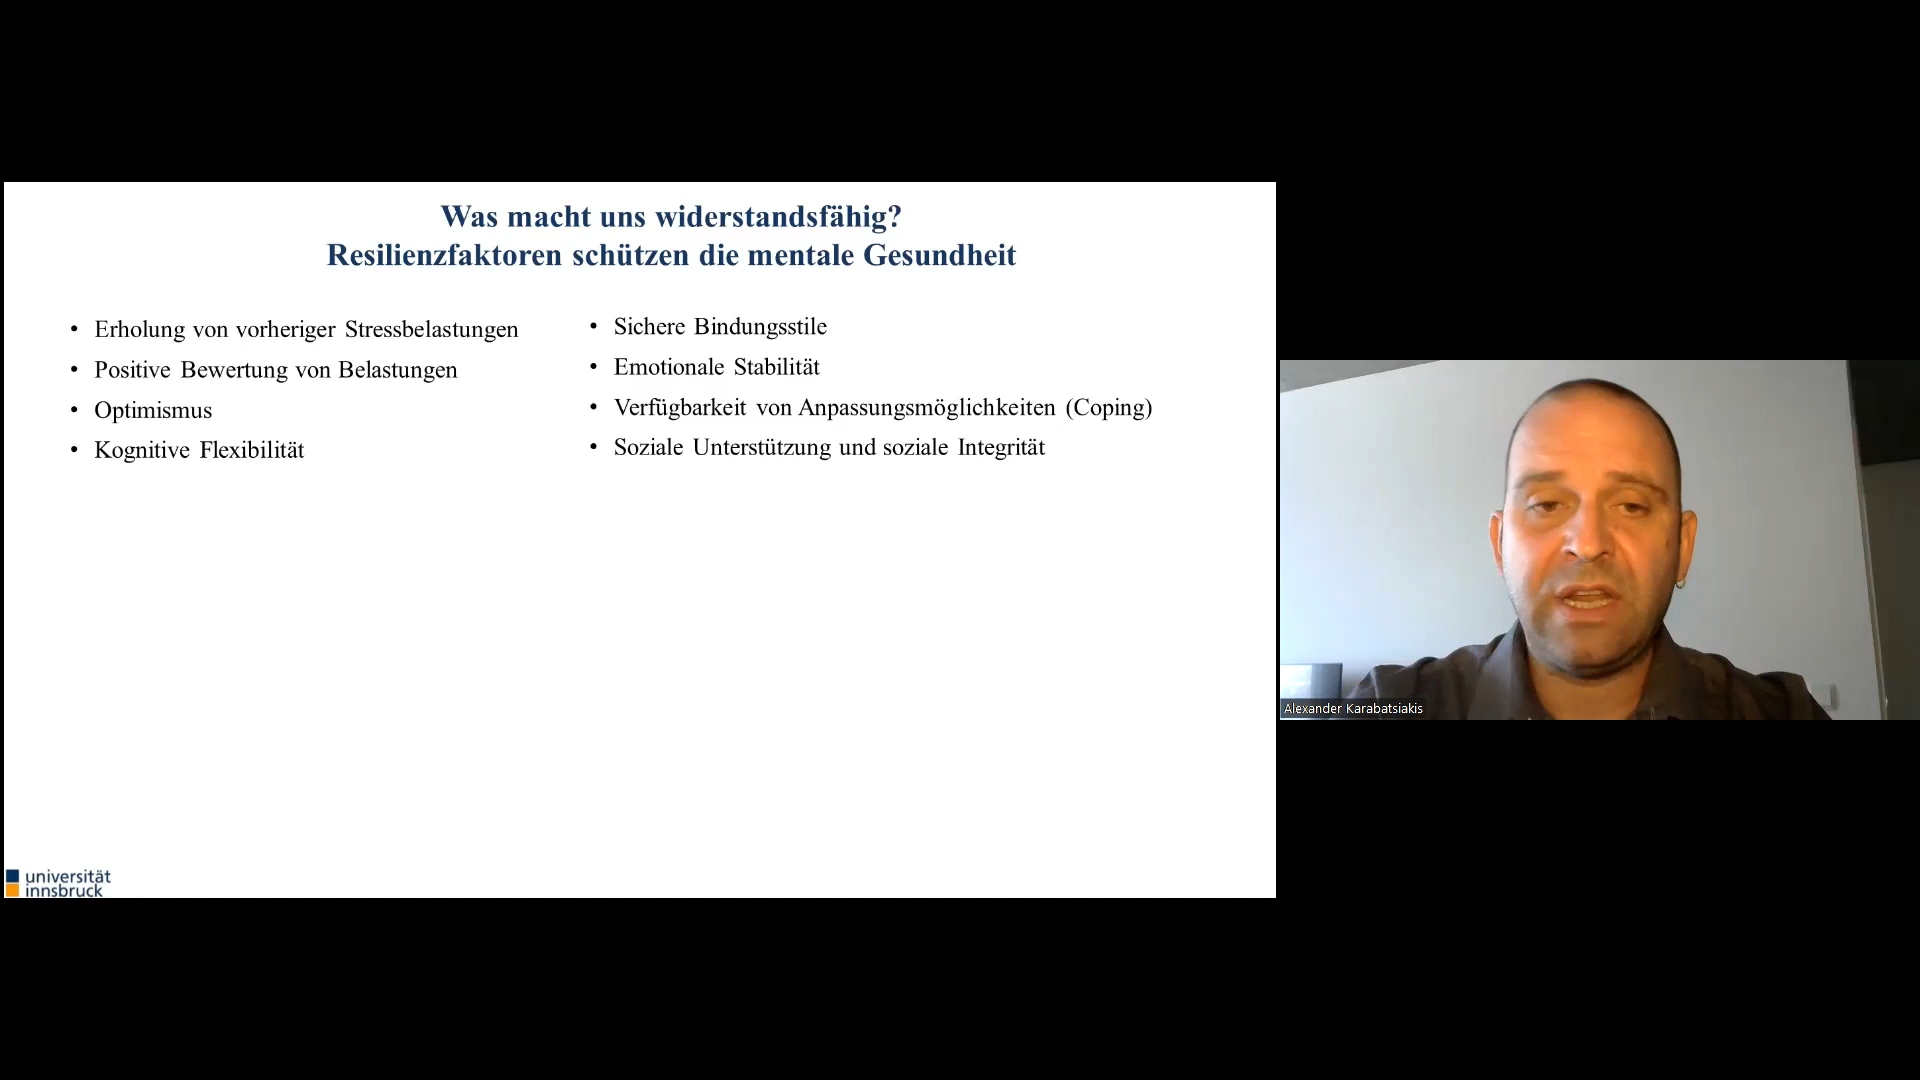 Was macht uns widerstandsfähig?
Resilienzfaktoren schützen die mentale Gesundheit
• Erholung von vorheriger Stressbelastungen
• Positive Bewertung von Belastungen
• Optimismus
• Kognitive Flexibilität
• Sichere Bindungsstile
• Emotionale Stabilität
• Verfügbarkeit von Anpassungsmöglichkeiten (Coping)
• Soziale Unterstützung und soziale Integrität
universität
innsbruck
Alexander Karabatsiakis